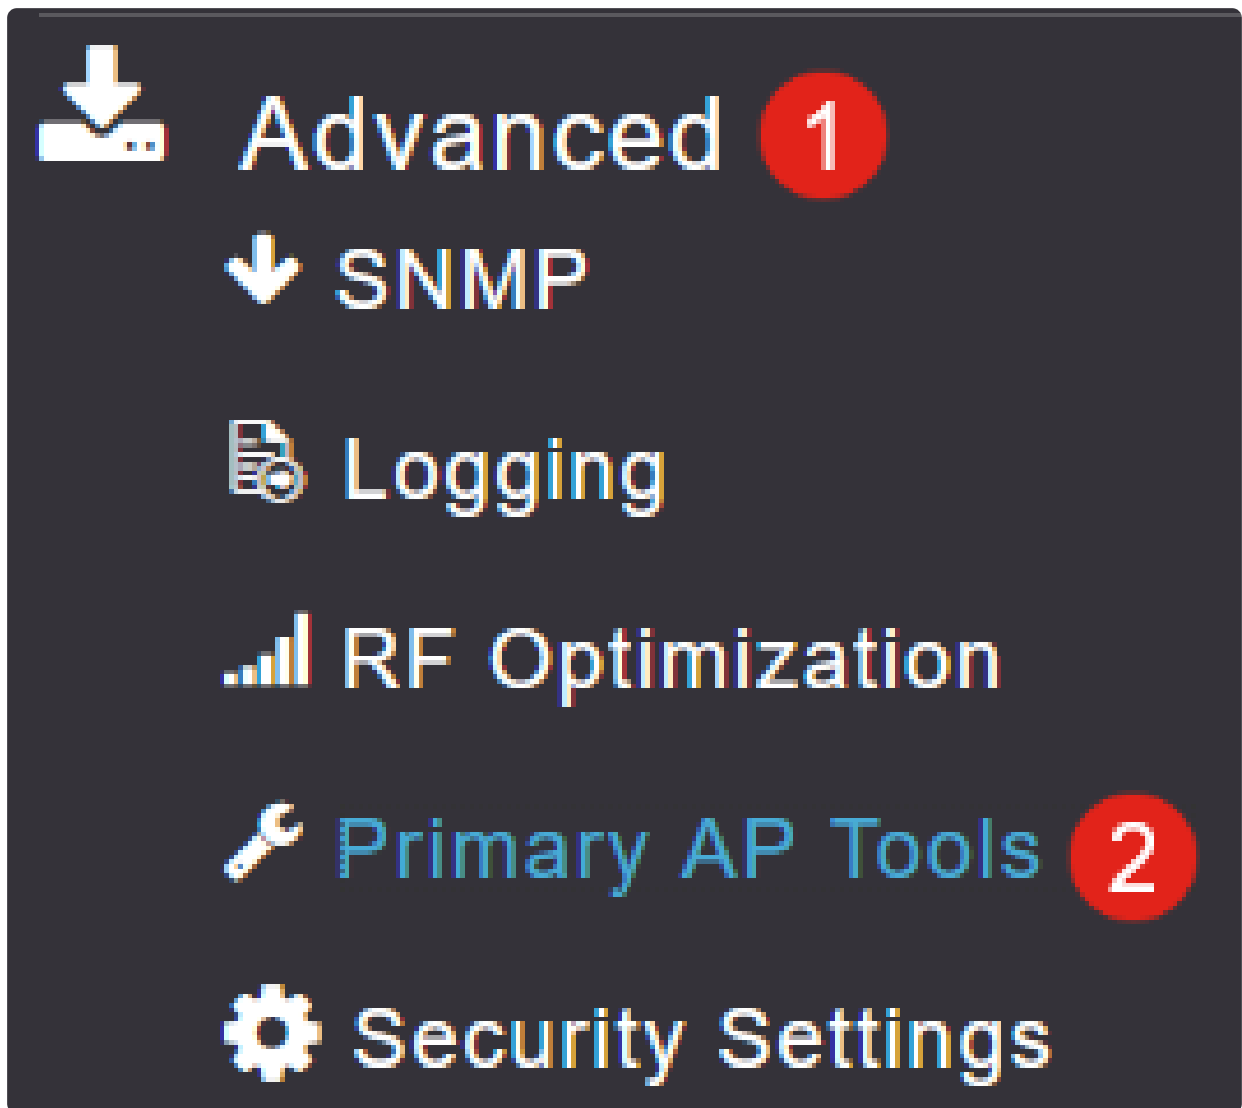 Advanced 1
SNMP
Logging
RF Optimization
Primary AP Tools 2
Security Settings